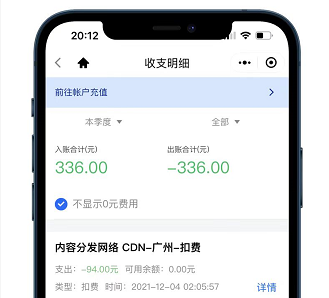 20:12
收支明细
前往帐户充值
本季度 全部
入账合计(元) 出账合计(元)
336.00 -336.00
不显示0元费用
内容分发网络 CDN-广州-扣费
支出: -94.00元 可用余额: 0.00元
类型: 扣费 时间: 2021-12-04 02:05:57 详情